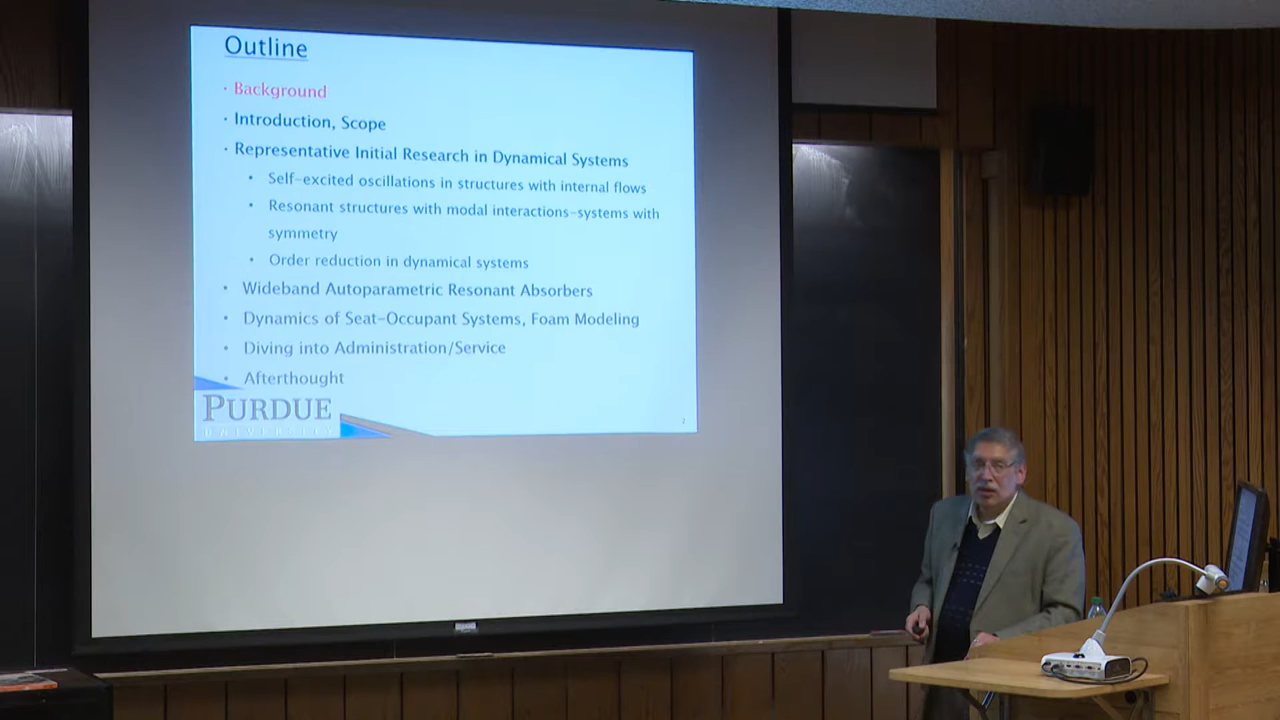 Outline
· Background
· Introduction, Scope
· Representative Initial Research in Dynamical Systems
• Self-excited oscillations in structures with internal flows
• Resonant structures with modal interactions-systems with
symmetry
• Order reduction in dynamical systems
• Wideband Autoparametric Resonant Absorbers
• Dynamics of Seat-Occupant Systems, Foam Modeling
• Diving into Administration/Service
• Afterthought
PURDUE
UNIVERSITY
2